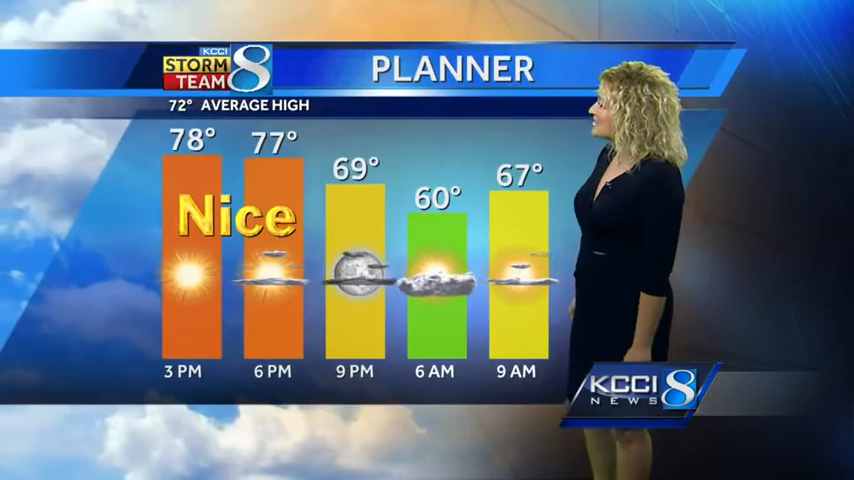 KCCI
STORM
TEAM 8
PLANNER
72° AVERAGE HIGH
78° 77° 69° 60° 67°
Nice
3 PM 6 PM 9 PM 6 AM 9 AM
KCCI 8
NEWS